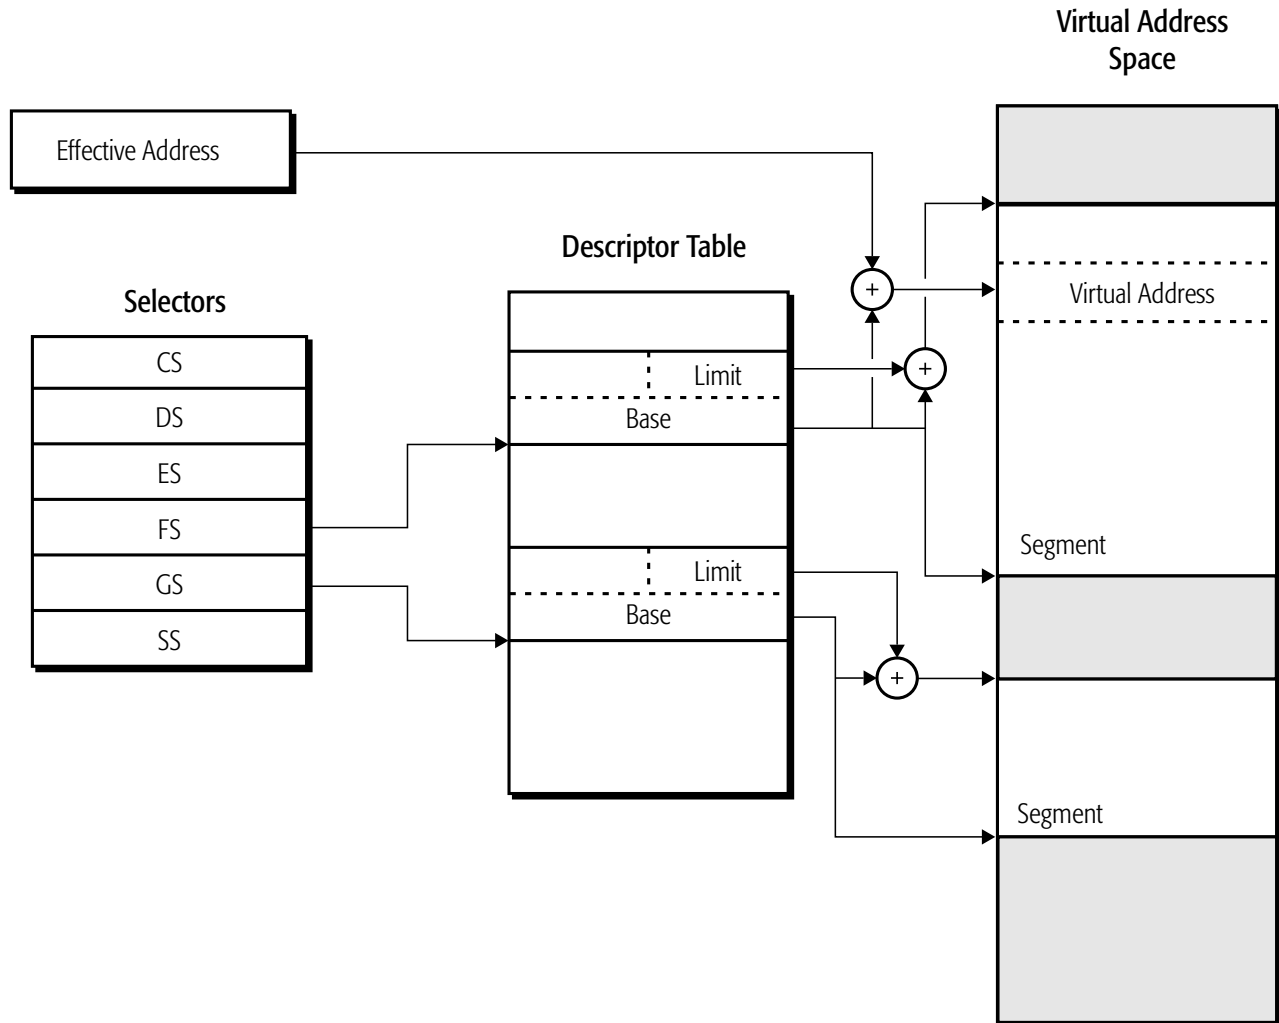 Virtual Address
Space
Effective Address
Descriptor Table
Selectors
CS
DS
ES
FS
GS
SS
Limit
Base
Limit
Base
+
+
+
Virtual Address
Segment
Segment